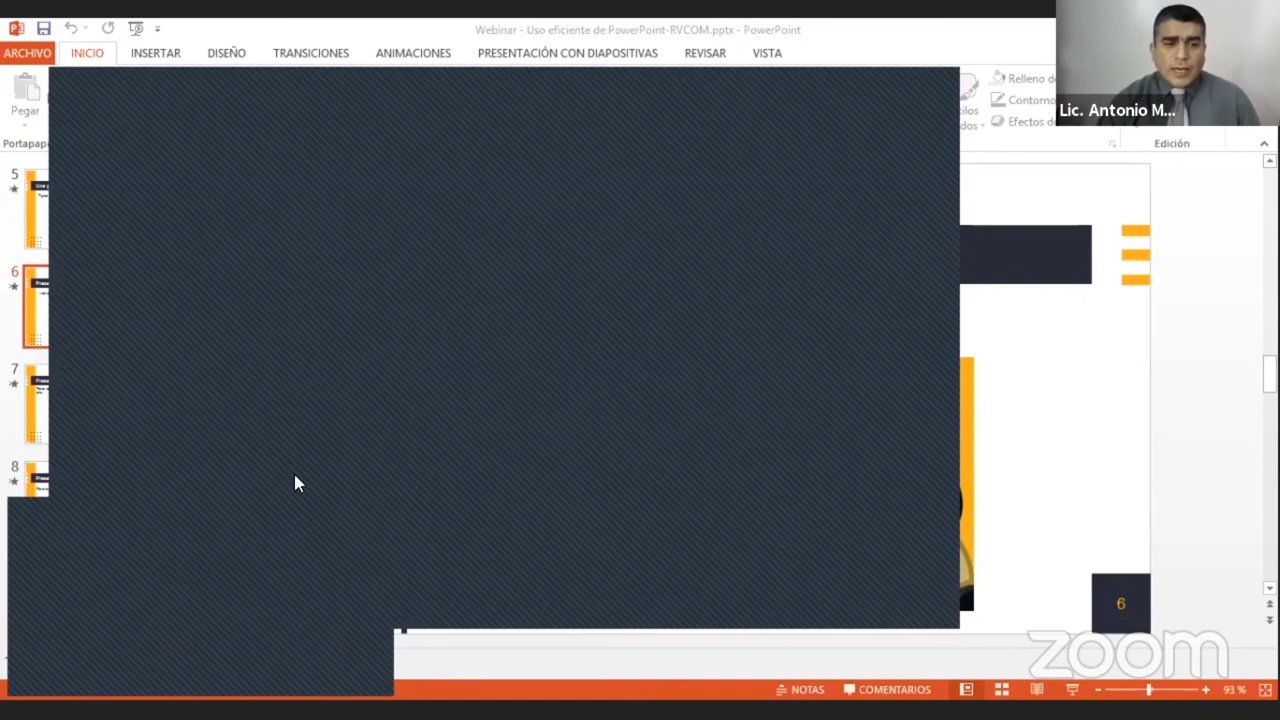 Webinar - Uso eficiente de PowerPoint-RVCOM.pptx - PowerPoint
ARCHIVO INICIO INSERTAR DISEÑO TRANSICIONES ANIMACIONES PRESENTACIÓN CON DIAPOSITIVAS REVISAR VISTA
Relleno de
Pegar
Contorno
Lic. Antonio M...
Efectos de
Portapap
Edición
5
6
7
8
6
zoom
NOTAS COMENTARIOS 93 %